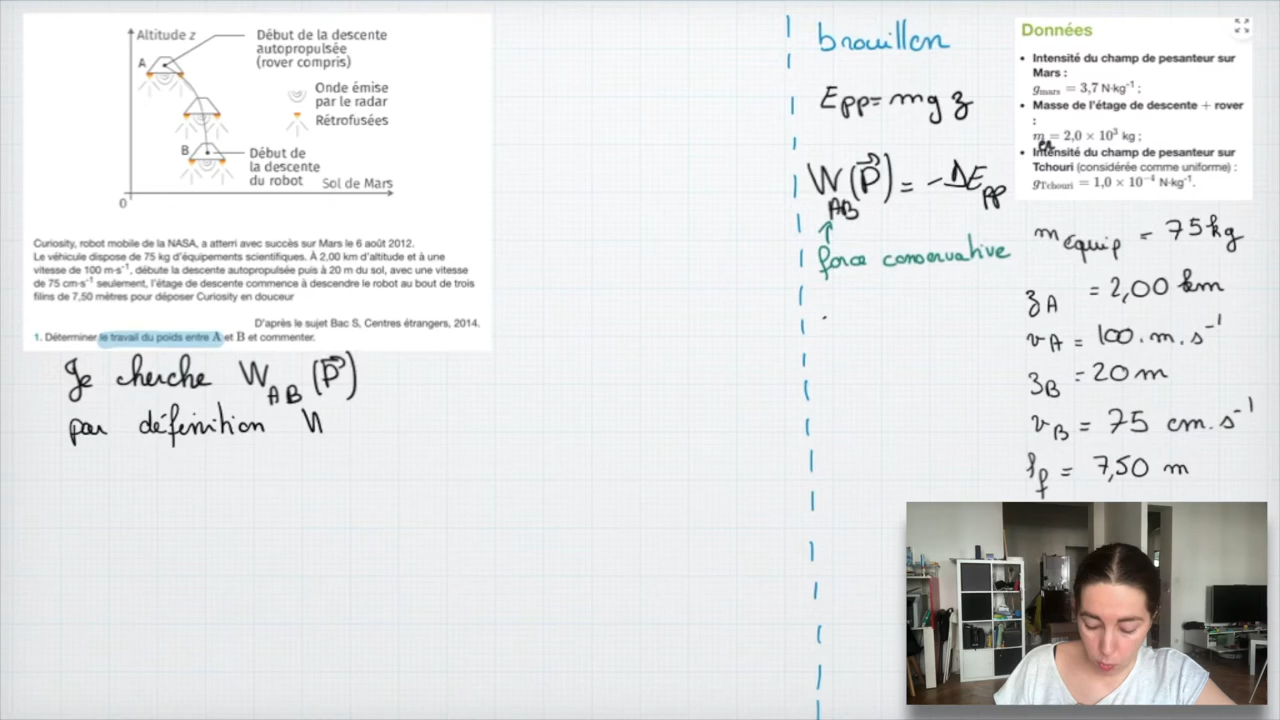 Altitude z
Début de la descente
autopropulsée
(rover compris)
A
Onde émise
par le radar
Rétrofusées
B
Début de
la descente
du robot
Sol de Mars
0
Curiosity, robot mobile de la NASA, a atterri avec succès sur Mars le 6 août 2012.
Le véhicule dispose de 75 kg d'équipements scientifiques. À 2,00 km d'altitude et à une
vitesse de 100 m·s⁻¹, débute la descente autopropulsée puis à 20 m du sol, avec une vitesse
de 75 cm·s⁻¹ seulement, l'étage de descente commence à descendre le robot au bout de trois
filins de 7,50 mètres pour déposer Curiosity en douceur
D'après le sujet Bac S, Centres étrangers, 2014.
1. Déterminer le travail du poids entre A et B et commenter.
Je cherche W_AB (P⃗)
par définition W
brouillon
Epp = mg z
W_AB (P⃗) = -ΔEpp
↑
force conservative
Données
• Intensité du champ de pesanteur sur
Mars :
g_mars = 3,7 N·kg⁻¹ ;
• Masse de l'étage de descente + rover
:
m_er = 2,0 × 10³ kg ;
• Intensité du champ de pesanteur sur
Tchouri (considérée comme uniforme) :
g_Tchouri = 1,0 × 10⁻⁴ N·kg⁻¹.
m_equip = 75 kg
z_A = 2,00 km
v_A = 100. m. s⁻¹
z_B = 20 m
v_B = 75 cm. s⁻¹
l_f = 7,50 m